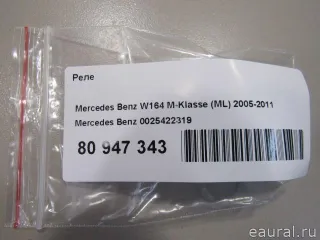 Реле
Mercedes Benz W164 M-Klasse (ML) 2005-2011
Mercedes Benz 0025422319
80 947 343
eaural.ru